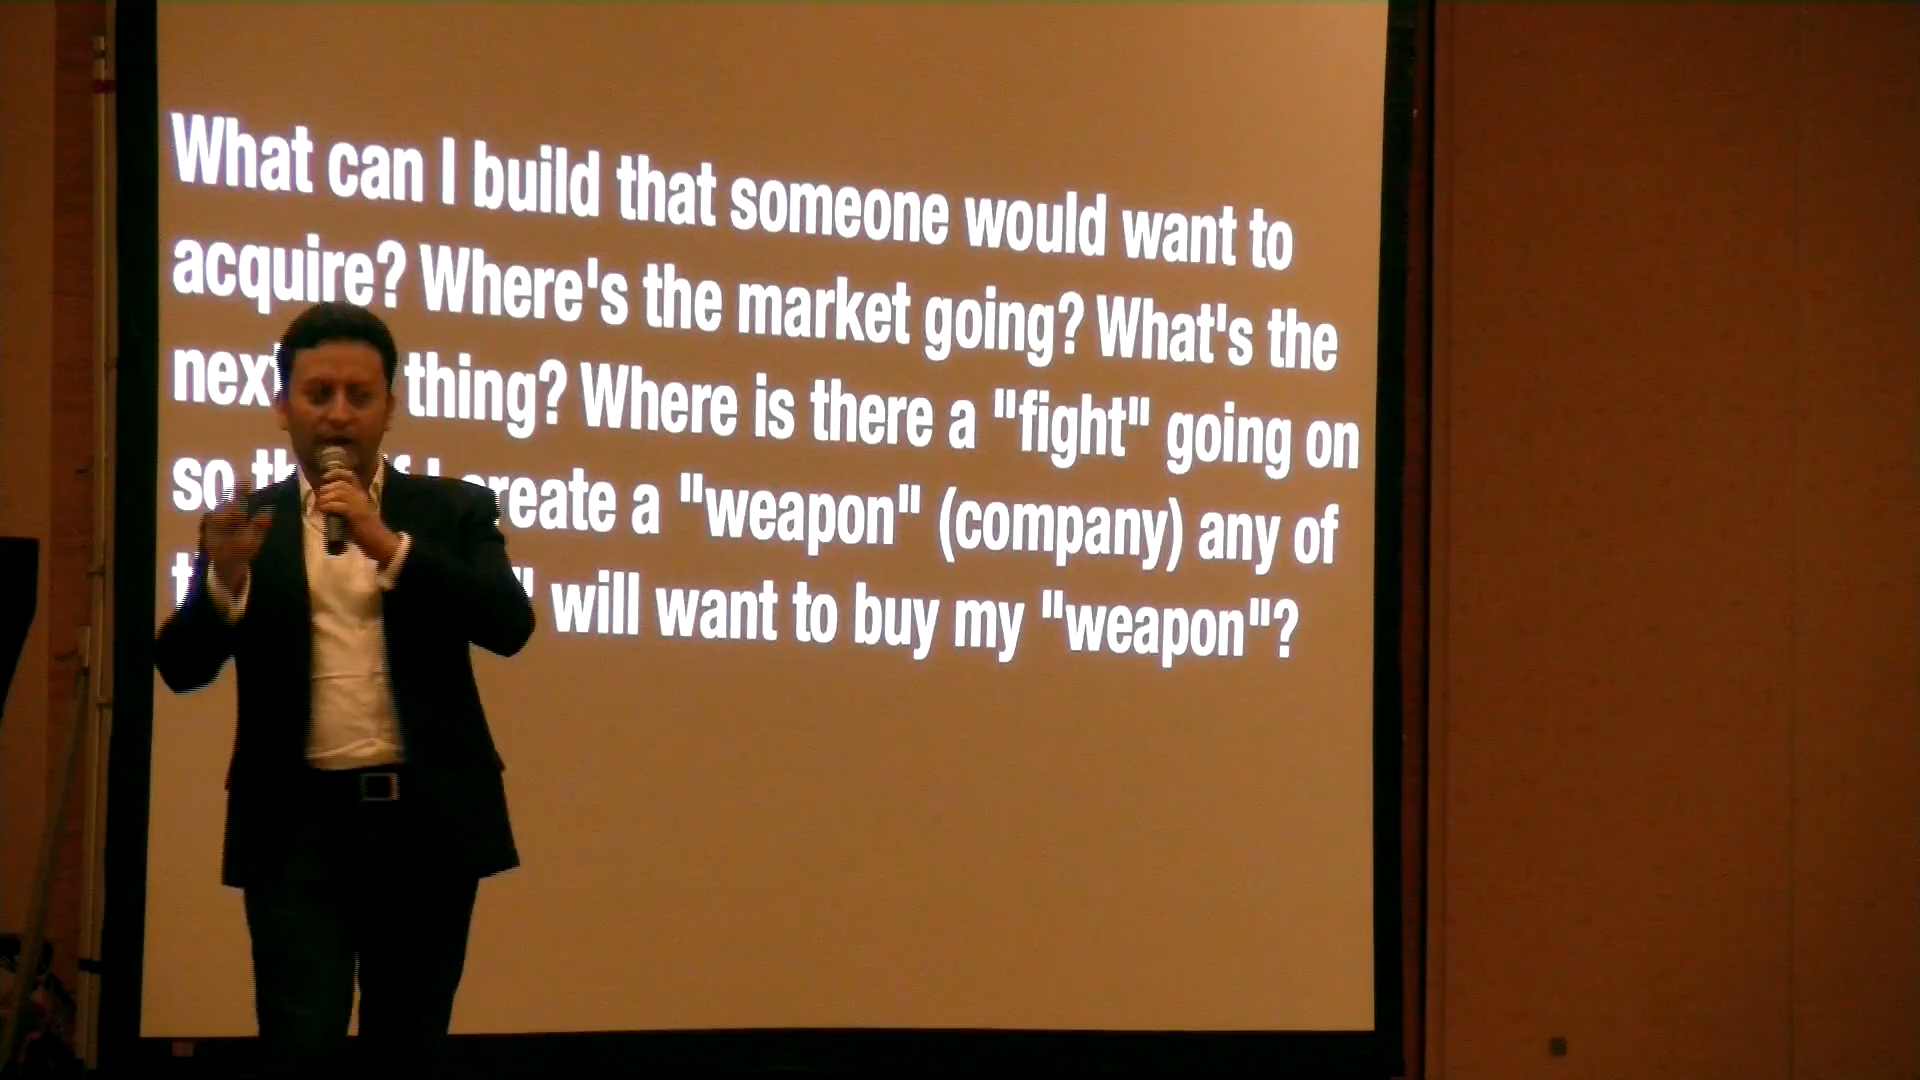 What can I build that someone would want to
acquire? Where's the market going? What's the
thing? Where is there a "fight" going on
so a "weapon" (company) any of
will want to buy my "weapon"?